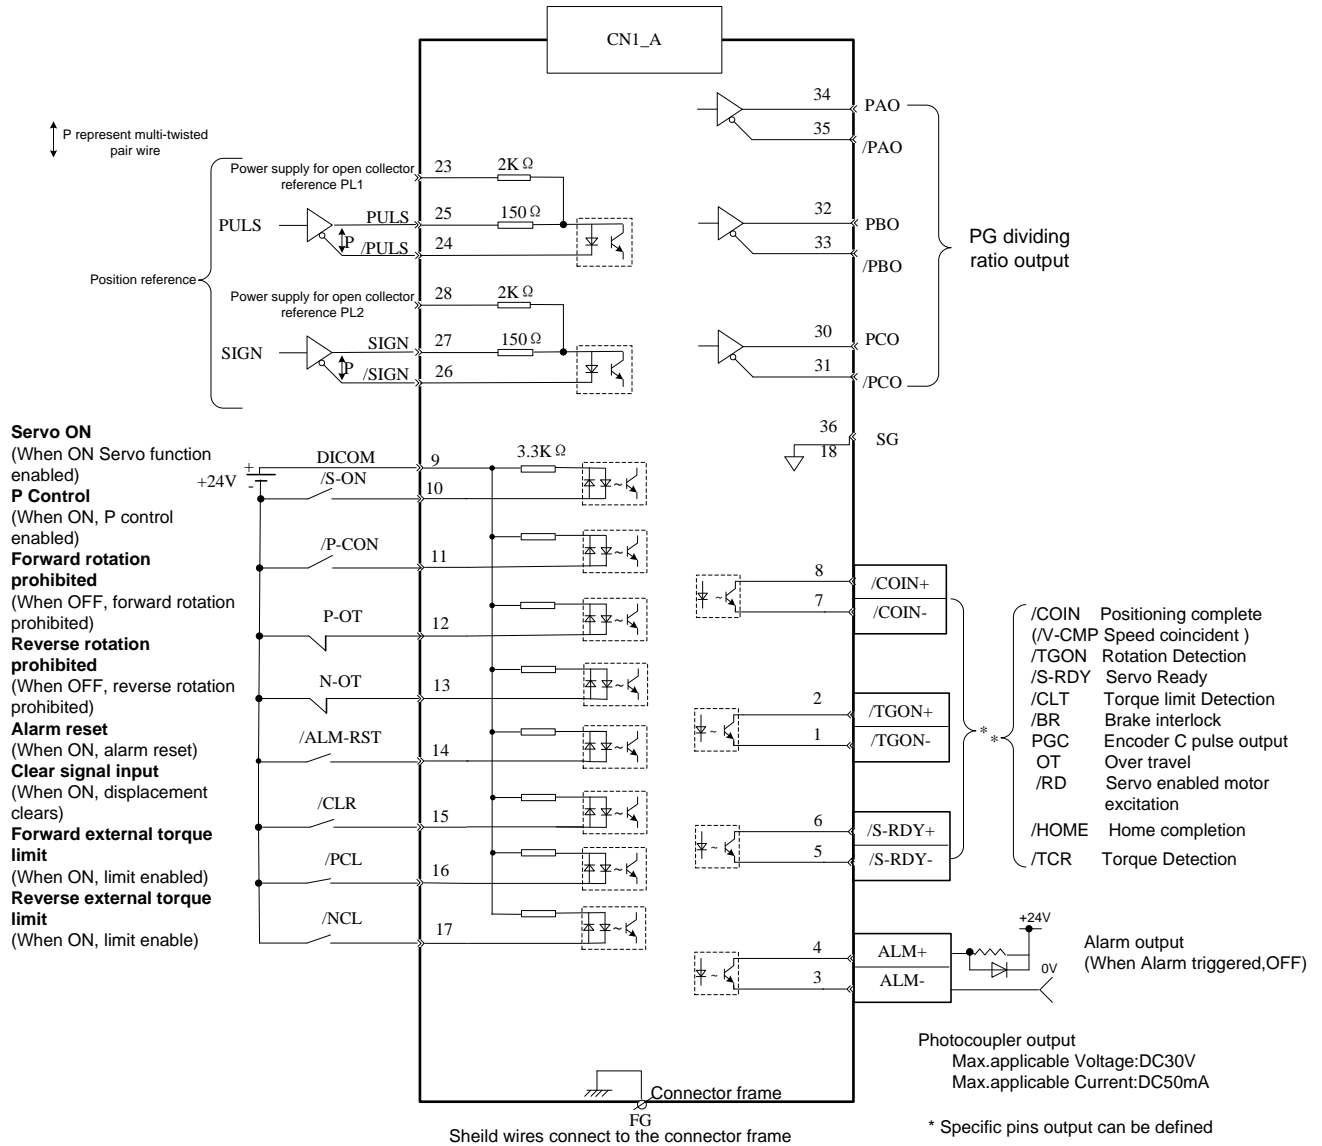 CN1_A
P represent multi-twisted
pair wire
Position reference
Power supply for open collector
reference PL1
23
2K Ω
PULS
PULS
25
150 Ω
P
/PULS
24
Power supply for open collector
reference PL2
28
2K Ω
SIGN
SIGN
27
150 Ω
P
/SIGN
26
34
PAO
35
/PAO
32
PBO
33
/PBO
30
PCO
31
/PCO
PG dividing
ratio output
36
18
SG
Servo ON
(When ON Servo function
enabled)
P Control
(When ON, P control
enabled)
Forward rotation
prohibited
(When OFF, forward rotation
prohibited)
Reverse rotation
prohibited
(When OFF, reverse rotation
prohibited)
Alarm reset
(When ON, alarm reset)
Clear signal input
(When ON, displacement
clears)
Forward external torque
limit
(When ON, limit enabled)
Reverse external torque
limit
(When ON, limit enable)
+24V
+
-
DICOM
9
3.3K Ω
/S-ON
10
/P-CON
11
P-OT
12
N-OT
13
/ALM-RST
14
/CLR
15
/PCL
16
/NCL
17
8
/COIN+
7
/COIN-
2
/TGON+
1
/TGON-
6
/S-RDY+
5
/S-RDY-
4
ALM+
3
ALM-
*
*
/COIN Positioning complete
(/V-CMP Speed coincident )
/TGON Rotation Detection
/S-RDY Servo Ready
/CLT Torque limit Detection
/BR Brake interlock
PGC Encoder C pulse output
OT Over travel
/RD Servo enabled motor
excitation
/HOME Home completion
/TCR Torque Detection
+24V
0V
Alarm output
(When Alarm triggered,OFF)
Photocoupler output
Max.applicable Voltage:DC30V
Max.applicable Current:DC50mA
* Specific pins output can be defined
Connector frame
FG
Sheild wires connect to the connector frame